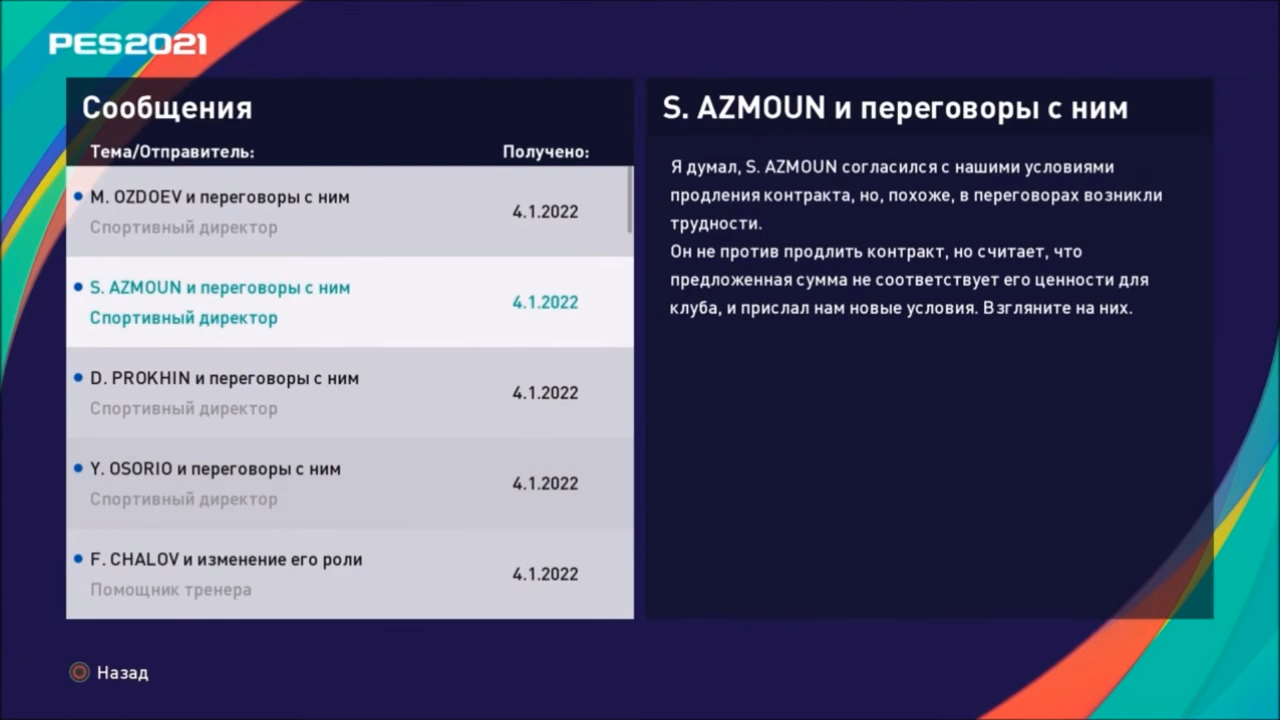 PES2021
Сообщения
Тема/Отправитель: Получено:
M. OZDOEV и переговоры с ним
Спортивный директор
4.1.2022
S. AZMOUN и переговоры с ним
Спортивный директор
4.1.2022
D. PROKHIN и переговоры с ним
Спортивный директор
4.1.2022
Y. OSORIO и переговоры с ним
Спортивный директор
4.1.2022
F. CHALOV и изменение его роли
Помощник тренера
4.1.2022
S. AZMOUN и переговоры с ним
Я думал, S. AZMOUN согласился с нашими условиями
продления контракта, но, похоже, в переговорах возникли
трудности.
Он не против продлить контракт, но считает, что
предложенная сумма не соответствует его ценности для
клуба, и прислал нам новые условия. Взгляните на них.
Назад